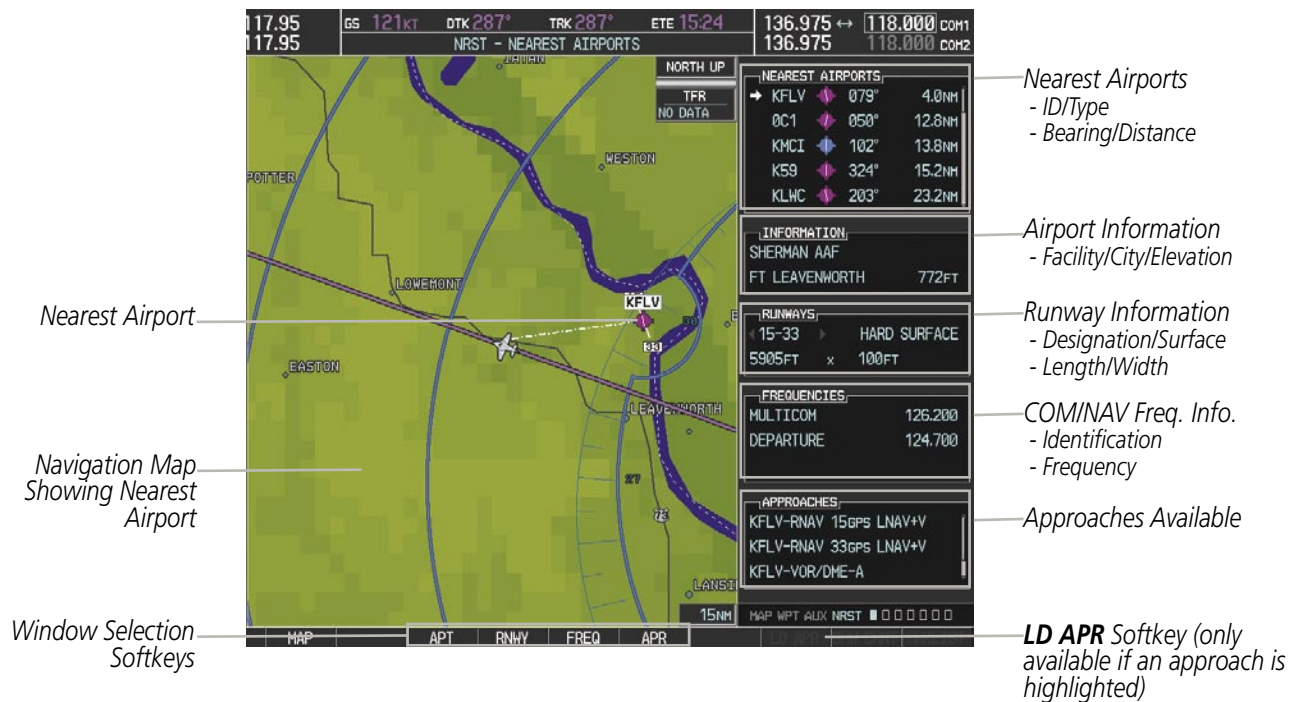 117.95
117.95
GS 121KT DTK 287° TRK 287° ETE 15:24
NRST – NEAREST AIRPORTS
136.975 ↔ 118.000 COM1
136.975 118.000 COM2
NORTH UP
TFR
NO DATA
IATAN
WESTON
POTTER
LOWEMONT
KFLV
33
EASTON
LEAVENWORTH
27
73
LANSI
15NM
NEAREST AIRPORTS
KFLV 079° 4.0NM
0C1 050° 12.8NM
KMCI 102° 13.8NM
K59 324° 15.2NM
KLWC 203° 23.2NM
INFORMATION
SHERMAN AAF
FT LEAVENWORTH 772FT
RUNWAYS
15-33 HARD SURFACE
5905FT x 100FT
FREQUENCIES
MULTICOM 126.200
DEPARTURE 124.700
APPROACHES
KFLV-RNAV 15GPS LNAV+V
KFLV-RNAV 33GPS LNAV+V
KFLV-VOR/DME-A
MAP WPT AUX NRST
MAP APT RNWY FREQ APR LD APR
Nearest Airport
Navigation Map
Showing Nearest
Airport
Window Selection
Softkeys
Nearest Airports
- ID/Type
- Bearing/Distance
Airport Information
- Facility/City/Elevation
Runway Information
- Designation/Surface
- Length/Width
COM/NAV Freq. Info.
- Identification
- Frequency
Approaches Available
LD APR Softkey (only
available if an approach is
highlighted)